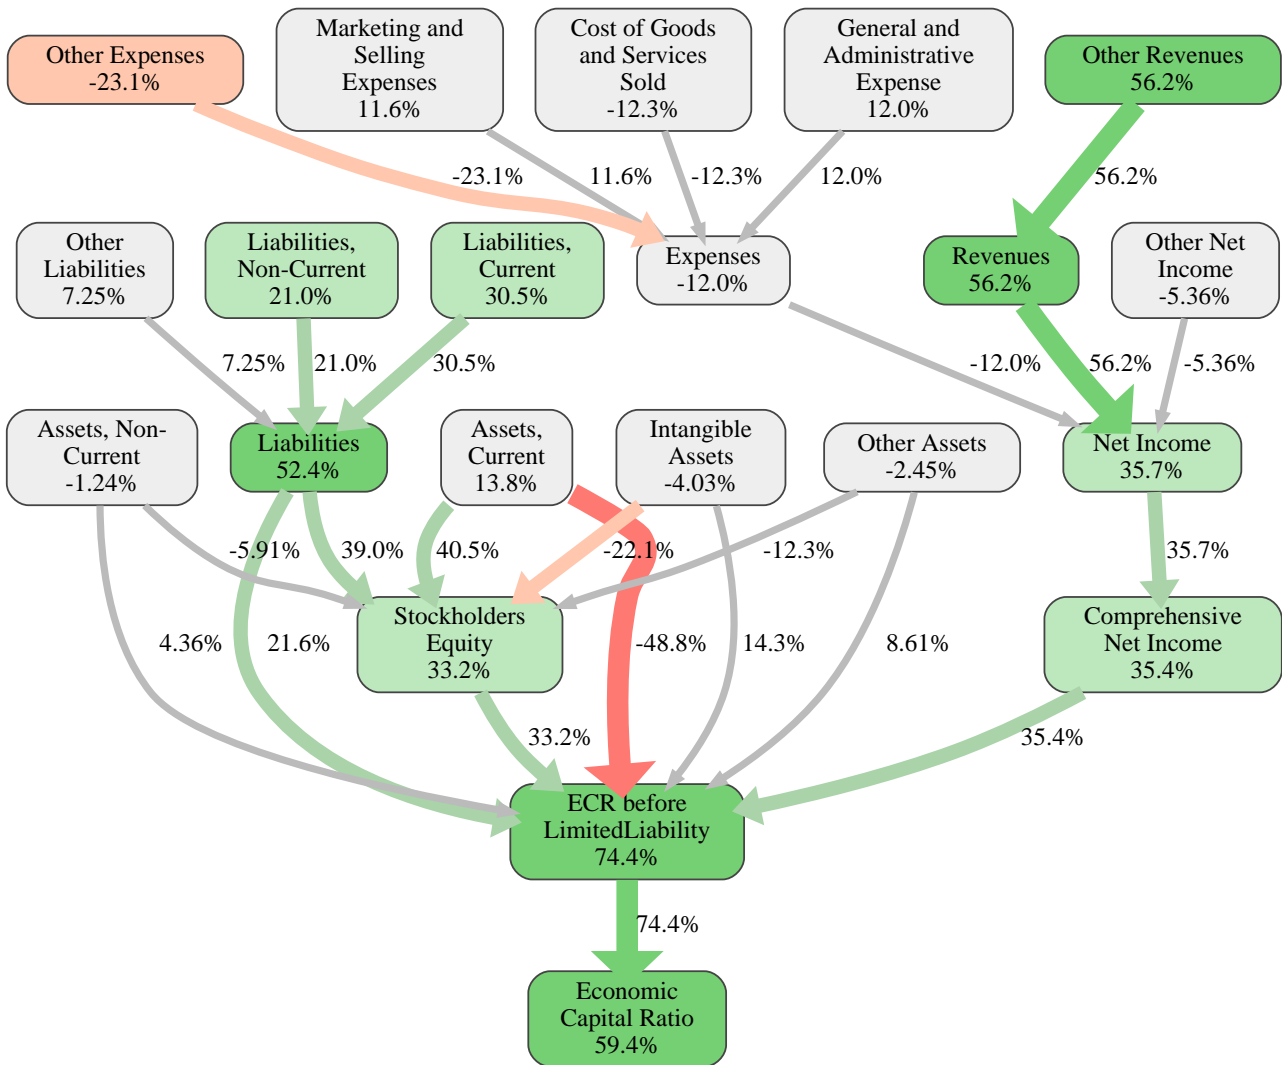 Other Expenses
-23.1%
Marketing and
Selling
Expenses
11.6%
Cost of Goods
and Services
Sold
-12.3%
General and
Administrative
Expense
12.0%
Other Revenues
56.2%
-23.1%
11.6%
-12.3%
12.0%
56.2%
Other
Liabilities
7.25%
Liabilities,
Non-Current
21.0%
Liabilities,
Current
30.5%
Expenses
-12.0%
Revenues
56.2%
Other Net
Income
-5.36%
7.25%
21.0%
30.5%
-12.0%
56.2%
-5.36%
Assets, Non-
Current
-1.24%
Liabilities
52.4%
Assets,
Current
13.8%
Intangible
Assets
-4.03%
Other Assets
-2.45%
Net Income
35.7%
-5.91%
39.0%
40.5%
-22.1%
-12.3%
35.7%
4.36%
21.6%
Stockholders
Equity
33.2%
-48.8%
14.3%
8.61%
Comprehensive
Net Income
35.4%
33.2%
35.4%
ECR before
LimitedLiability
74.4%
74.4%
Economic
Capital Ratio
59.4%